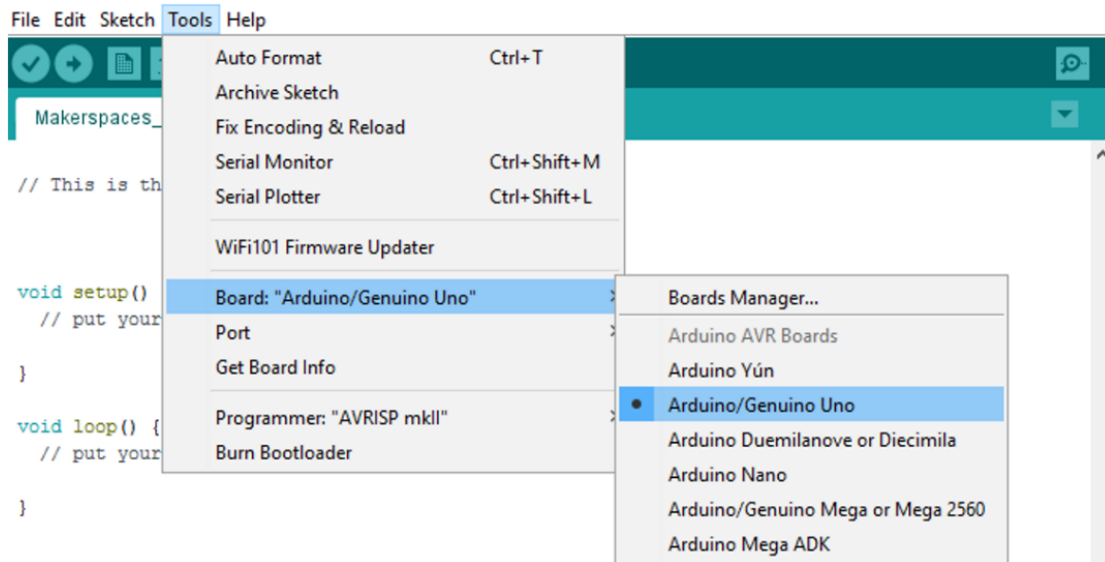 File Edit Sketch Tools Help
Auto Format Ctrl+T
Archive Sketch
Makerspaces_
Fix Encoding & Reload
Serial Monitor Ctrl+Shift+M
// This is th
Serial Plotter Ctrl+Shift+L
WiFi101 Firmware Updater
void setup()
Board: "Arduino/Genuino Uno"
Boards Manager...
// put your
Port
Arduino AVR Boards
}
Get Board Info
Arduino Yún
Arduino/Genuino Uno
void loop() {
Programmer: "AVRISP mkII"
Arduino Duemilanove or Diecimila
// put your
Burn Bootloader
Arduino Nano
}
Arduino/Genuino Mega or Mega 2560
Arduino Mega ADK